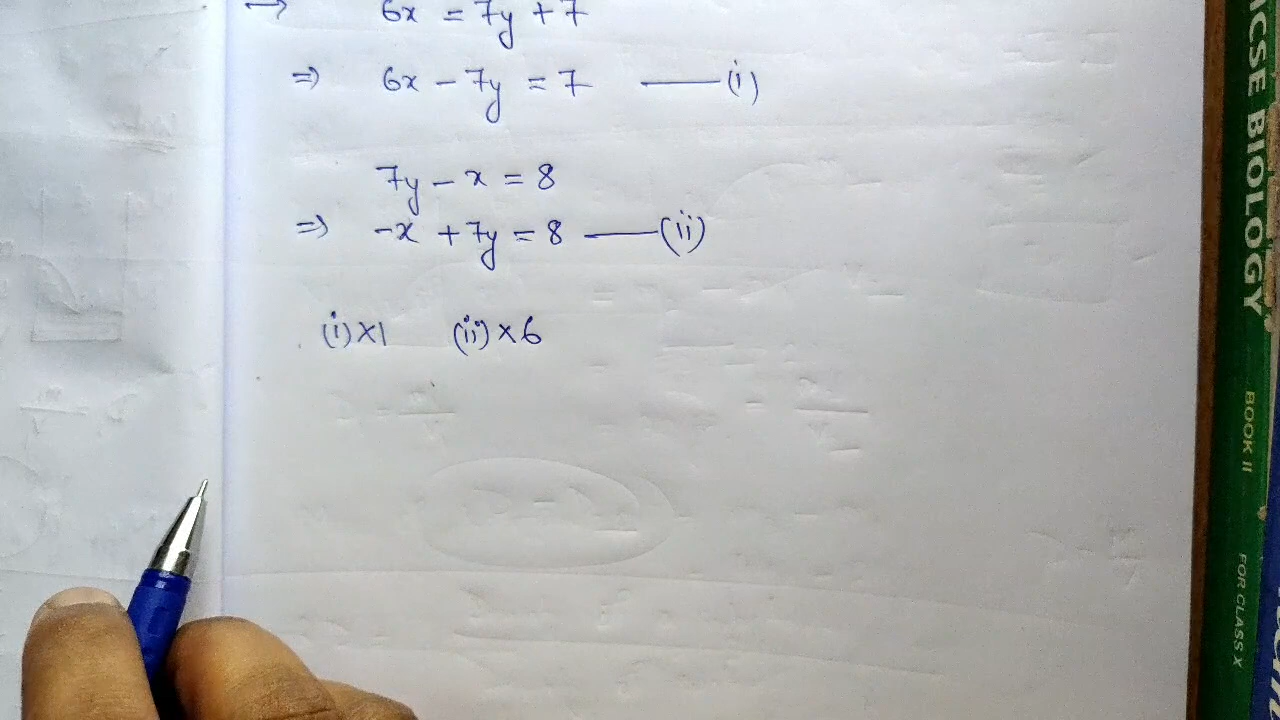 → 6x = 7y + 7
⇒ 6x - 7y = 7 —— (i)
7y - x = 8
⇒ -x + 7y = 8 —— (ii)
(i) × 1 (ii) × 6
ICSE BIOLOGY
BOOK II
FOR CLASS X